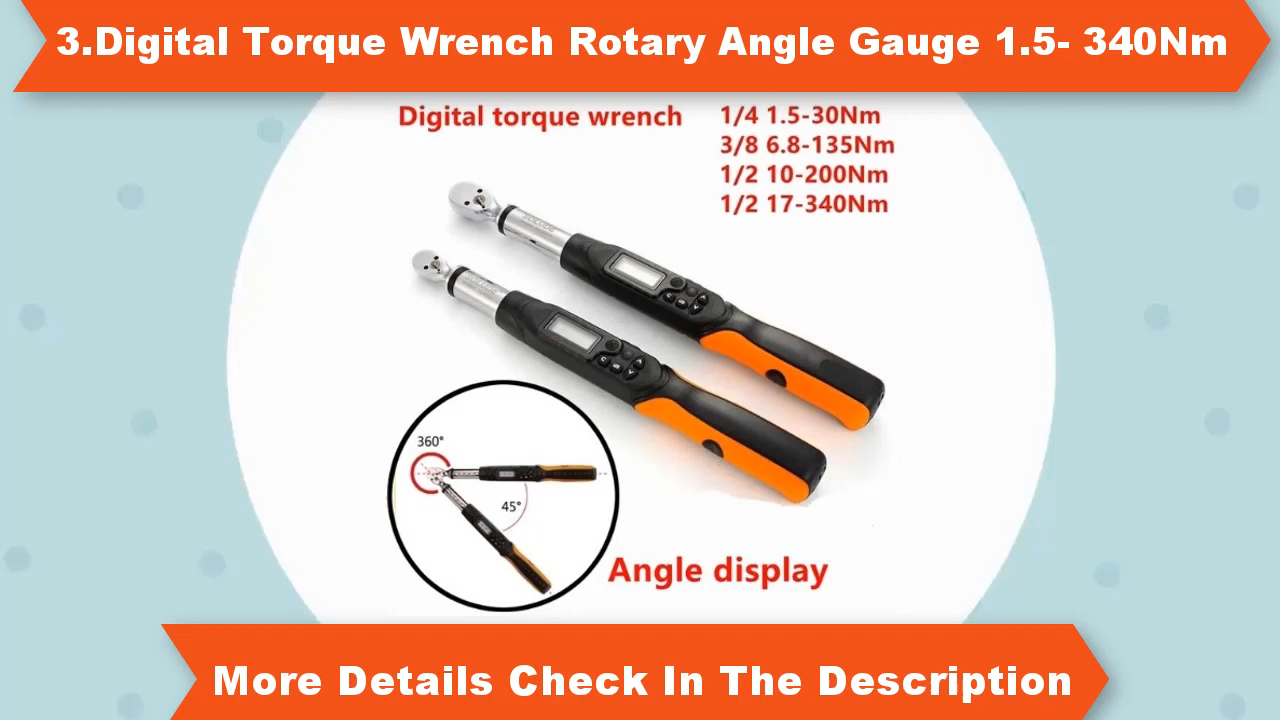 3.Digital Torque Wrench Rotary Angle Gauge 1.5- 340Nm
Digital torque wrench
1/4 1.5-30Nm
3/8 6.8-135Nm
1/2 10-200Nm
1/2 17-340Nm
360°
45°
Angle display
More Details Check In The Description